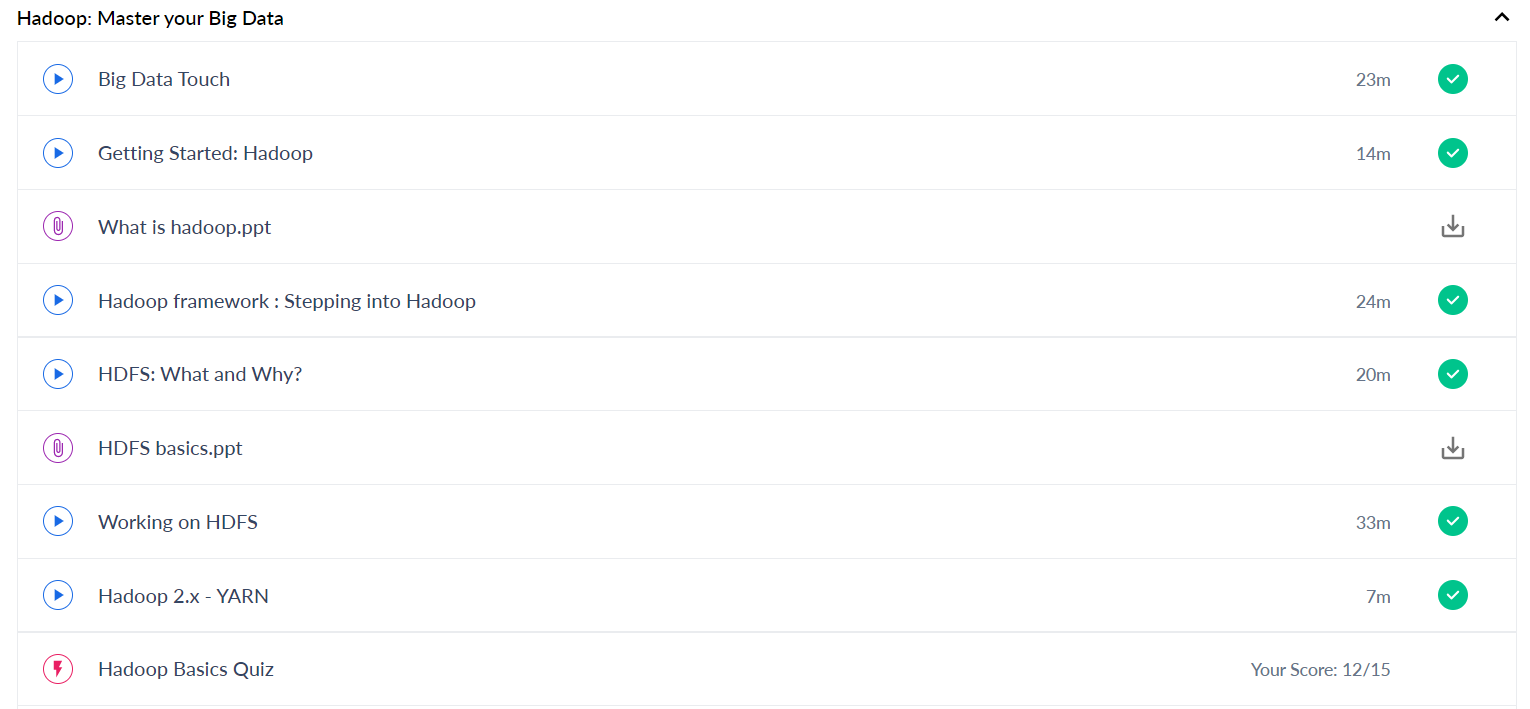 Hadoop: Master your Big Data
Big Data Touch 23m
Getting Started: Hadoop 14m
What is hadoop.ppt
Hadoop framework : Stepping into Hadoop 24m
HDFS: What and Why? 20m
HDFS basics.ppt
Working on HDFS 33m
Hadoop 2.x - YARN 7m
Hadoop Basics Quiz Your Score: 12/15